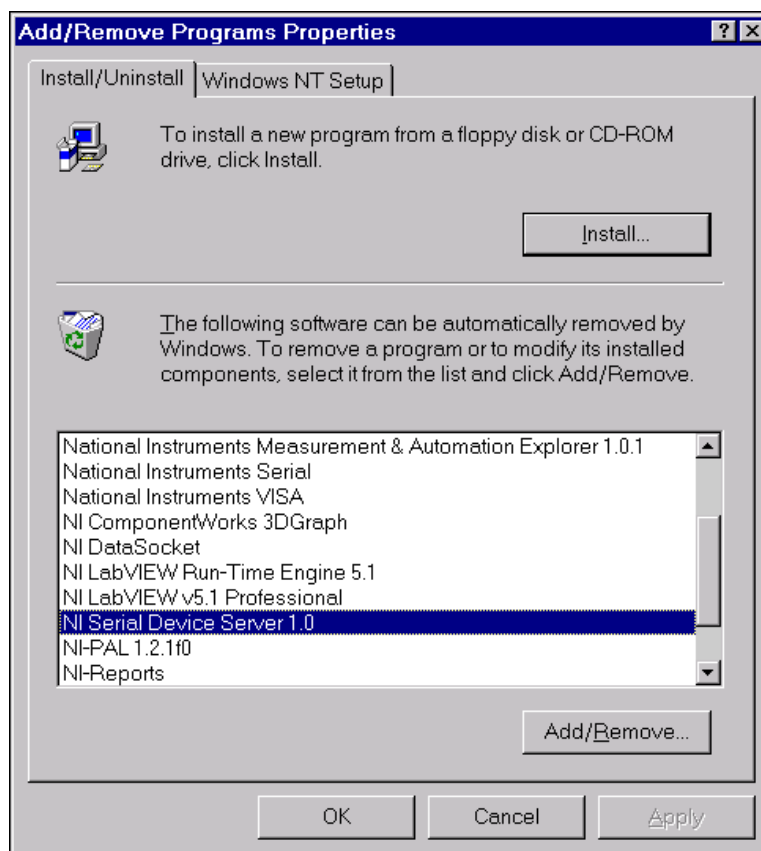 Add/Remove Programs Properties
Install/Uninstall
Windows NT Setup
To install a new program from a floppy disk or CD-ROM
drive, click Install.
Install...
The following software can be automatically removed by
Windows. To remove a program or to modify its installed
components, select it from the list and click Add/Remove.
National Instruments Measurement & Automation Explorer 1.0.1
National Instruments Serial
National Instruments VISA
NI ComponentWorks 3DGraph
NI DataSocket
NI LabVIEW Run-Time Engine 5.1
NI LabVIEW v5.1 Professional
NI Serial Device Server 1.0
NI-PAL 1.2.1f0
NI-Reports
Add/Remove...
OK
Cancel
Apply